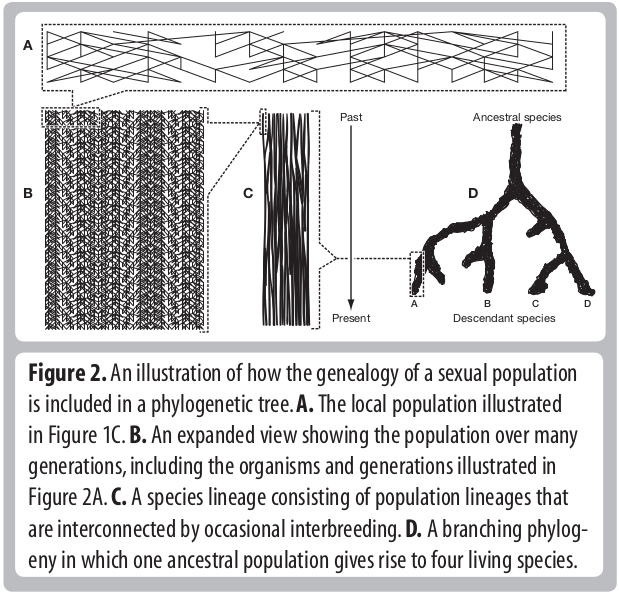 A
Past
Ancestral species
B
C
D
Present
A
B
C
D
Descendant species
Figure 2. An illustration of how the genealogy of a sexual population
is included in a phylogenetic tree. A. The local population illustrated
in Figure 1C. B. An expanded view showing the population over many
generations, including the organisms and generations illustrated in
Figure 2A. C. A species lineage consisting of population lineages that
are interconnected by occasional interbreeding. D. A branching phylog-
eny in which one ancestral population gives rise to four living species.